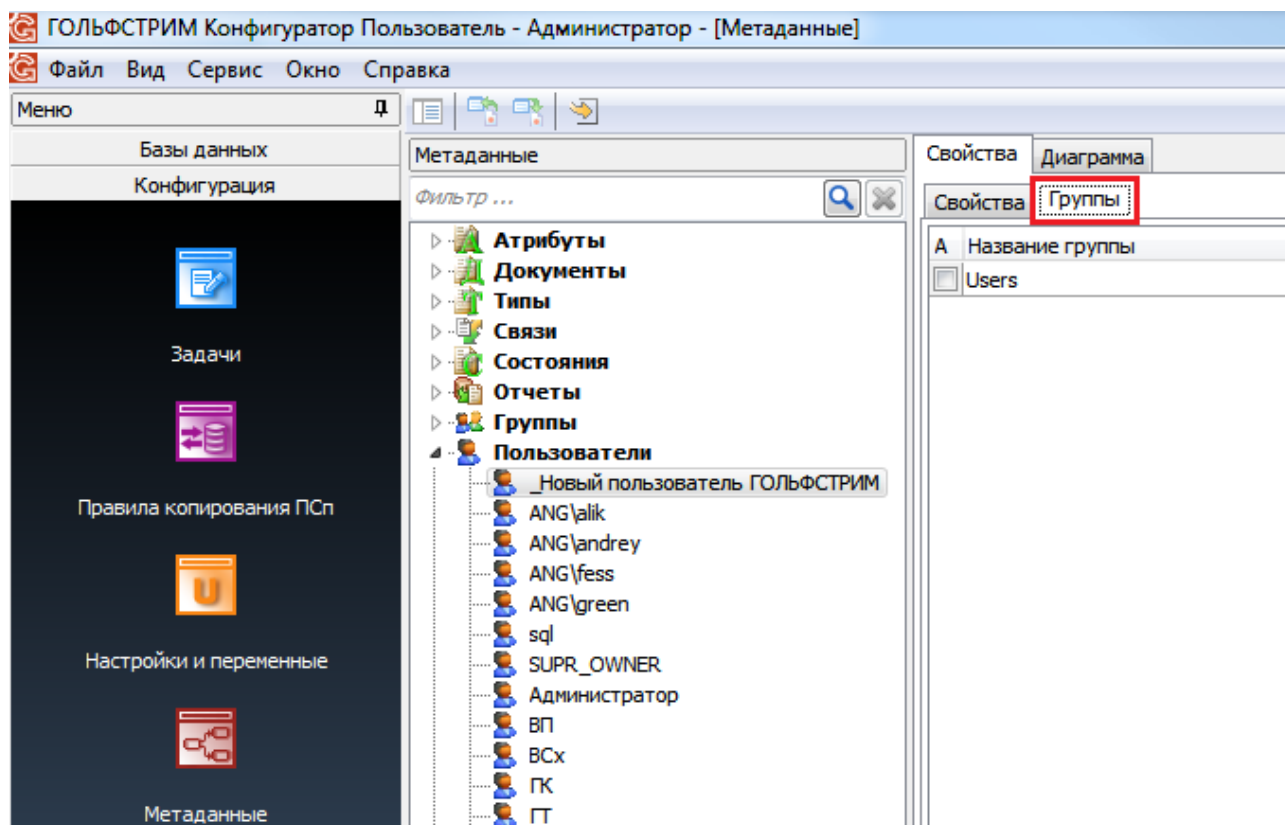 ГОЛЬФСТРИМ Конфигуратор Пользователь - Администратор - [Метаданные]
Файл Вид Сервис Окно Справка
Меню
Базы данных
Конфигурация
Задачи
Правила копирования ПСп
Настройки и переменные
Метаданные
Метаданные
Фильтр ...
Атрибуты
Документы
Типы
Связи
Состояния
Отчеты
Группы
Пользователи
_Новый пользователь ГОЛЬФСТРИМ
ANG\alik
ANG\andrey
ANG\fess
ANG\green
sql
SUPR_OWNER
Администратор
ВП
ВСх
ГК
ГТ
Свойства Диаграмма
Свойства Группы
А Название группы
Users